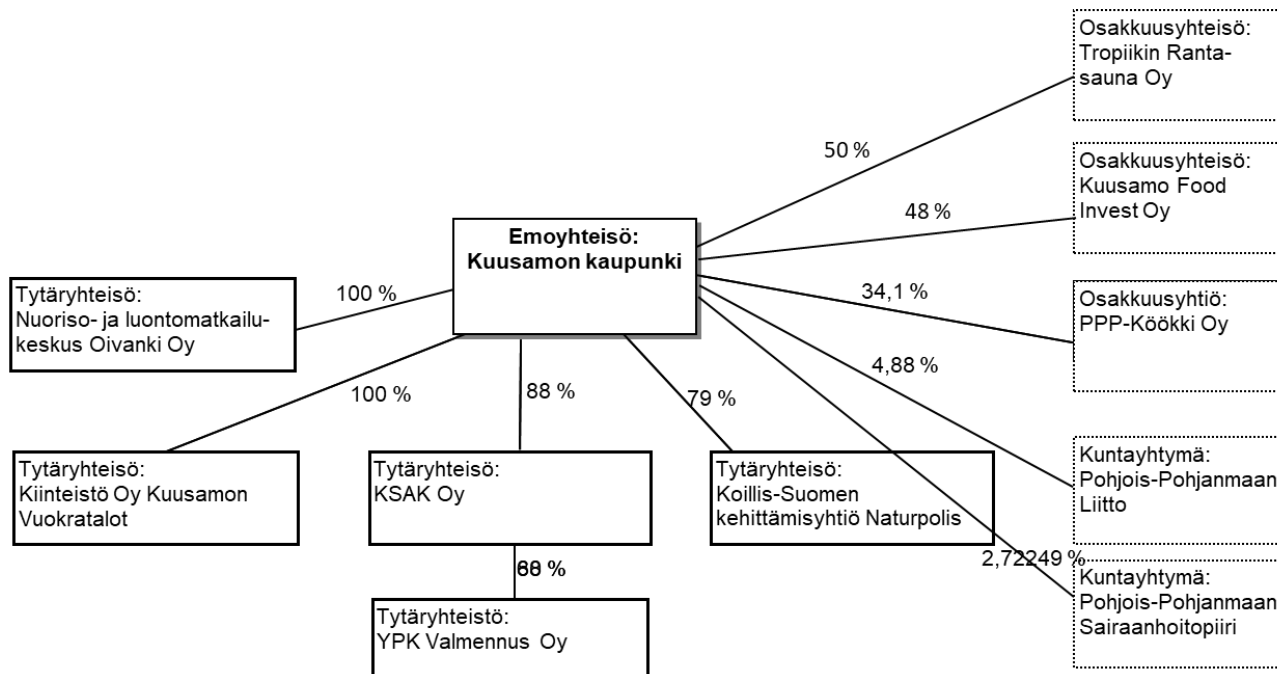 Osakkuusyhteisö:
Tropiikin Ranta-
sauna Oy
50 %
Osakkuusyhteisö:
Kuusamo Food
Invest Oy
48 %
Emoyhteisö:
Kuusamon kaupunki
Tytäryhteisö:
Nuoriso- ja luontomatkailu-
keskus Oivanki Oy
100 %
34,1 %
Osakkuusyhtiö:
PPP-Köökki Oy
4,88 %
100 %
88 %
79 %
Tytäryhteisö:
Kiinteistö Oy Kuusamon
Vuokratalot
Tytäryhteisö:
KSAK Oy
Tytäryhteisö:
Koillis-Suomen
kehittämisyhtiö Naturpolis
Kuntayhtymä:
Pohjois-Pohjanmaan
Liitto
2,72249 %
%
Kuntayhtymä:
Pohjois-Pohjanmaan
Sairaanhoitopiiri
Tytäryhteistö:
YPK Valmennus Oy